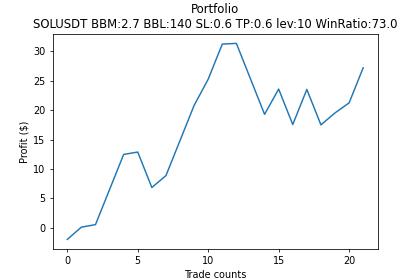 Portfolio
SOLUSDT BBM:2.7 BBL:140 SL:0.6 TP:0.6 lev:10 WinRatio:73.0
30
25
20
15
10
5
0
Profit ($)
0 5 10 15 20
Trade counts